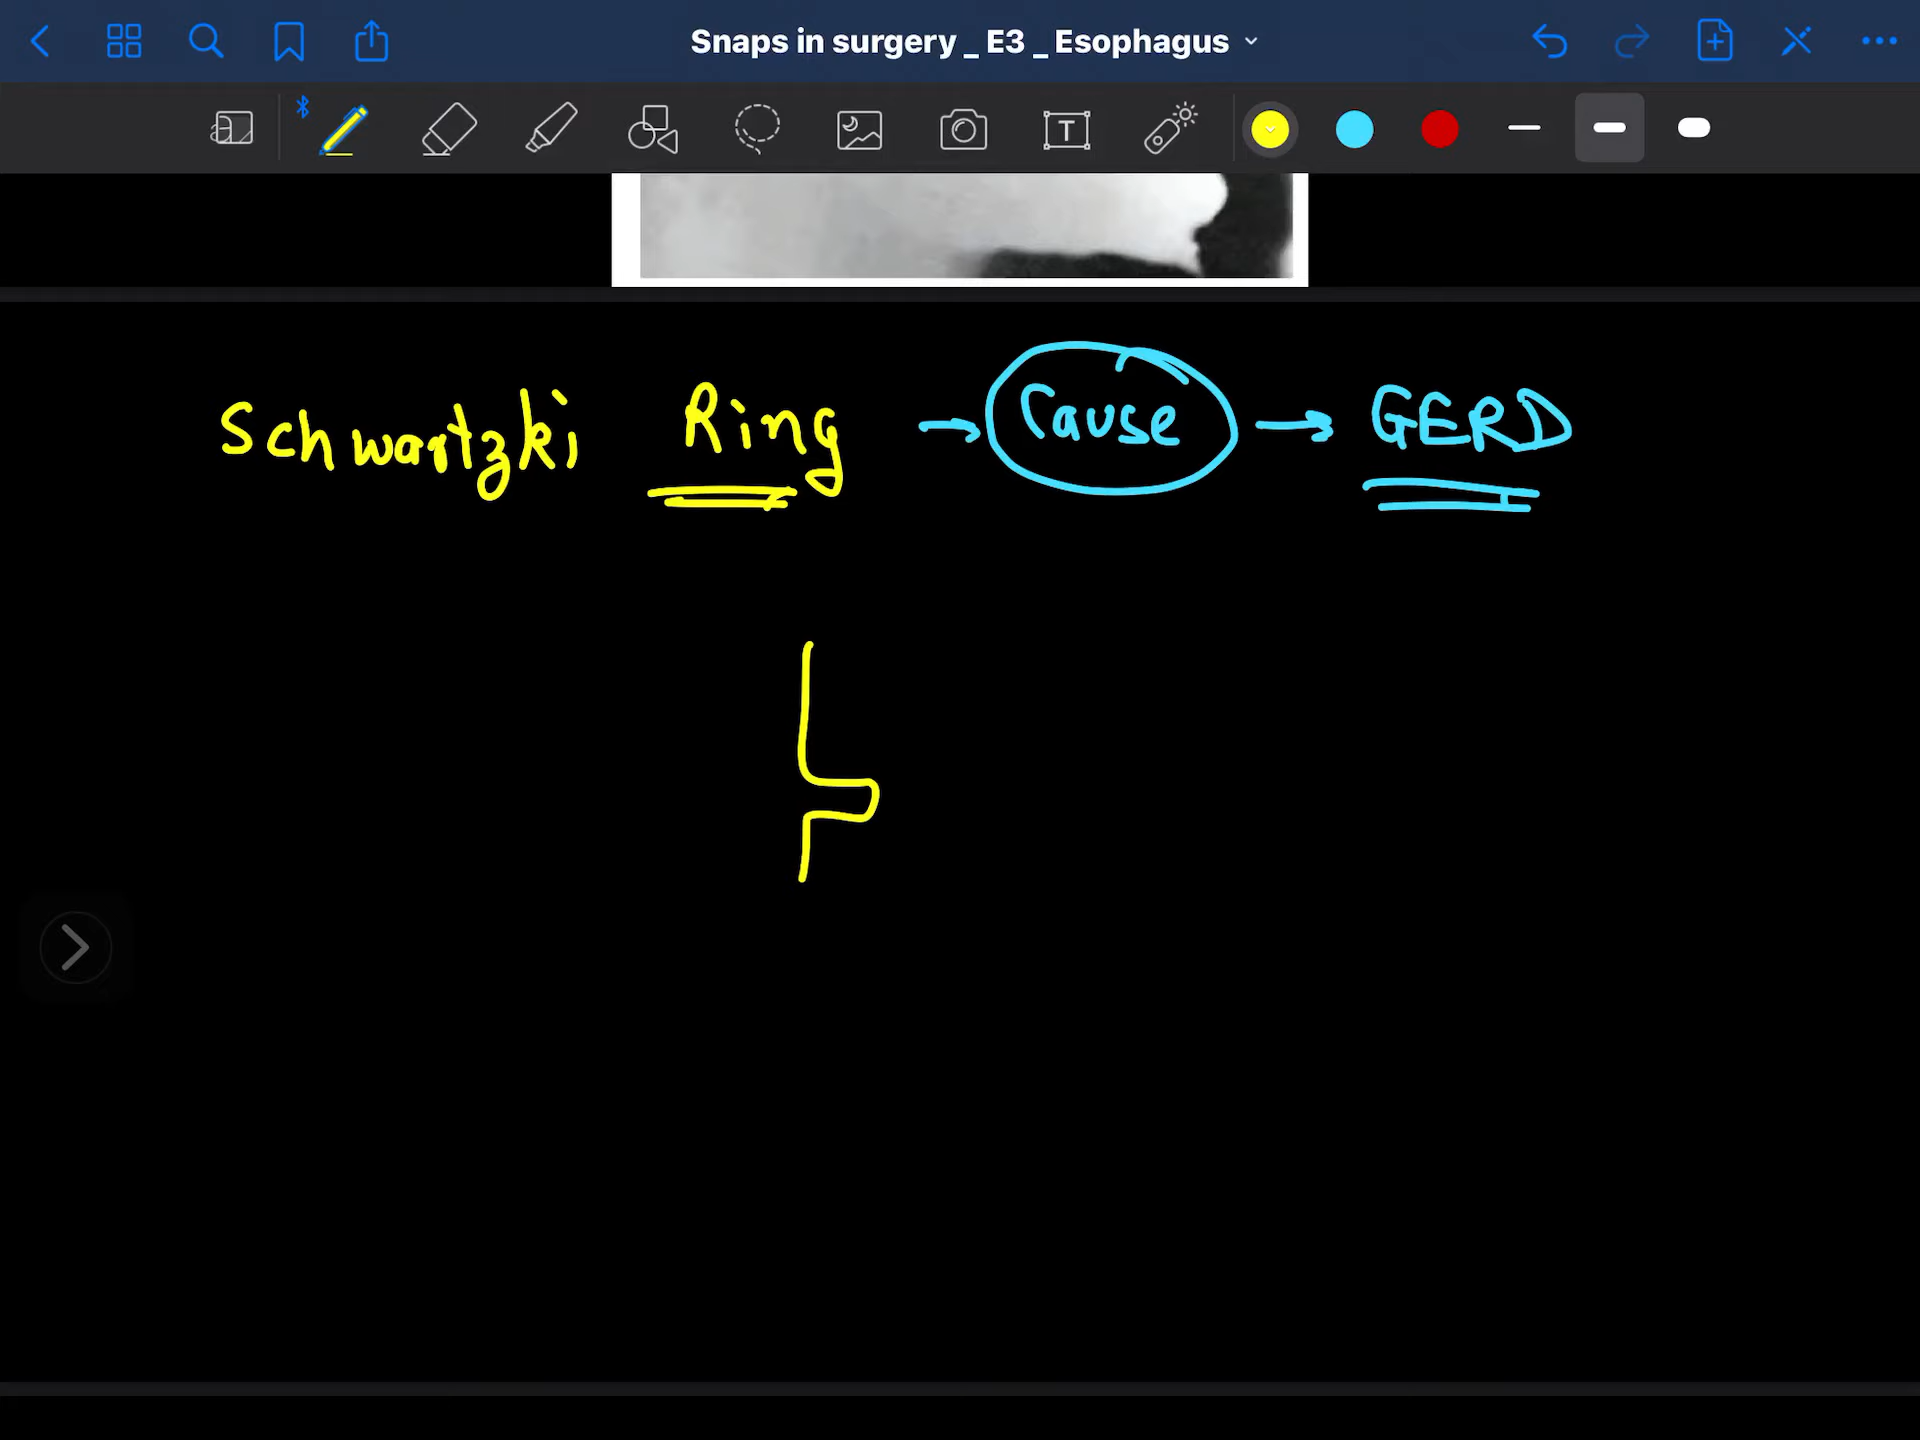 Snaps in surgery _ E3 _ Esophagus
Schwartzki Ring → Cause → GERD